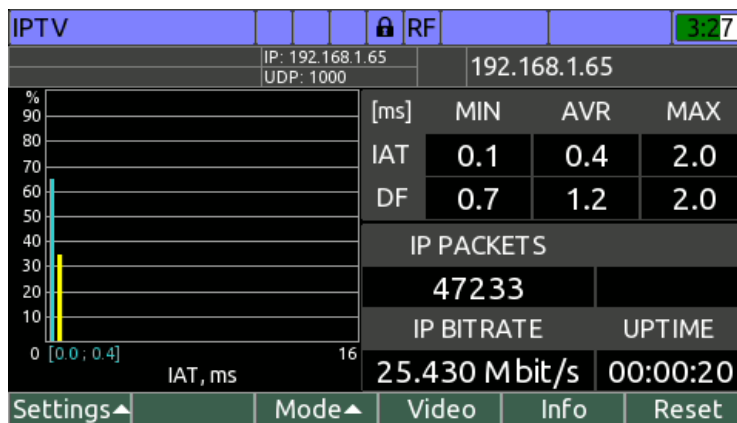 IPTV RF 3:27
IP: 192.168.1.65
UDP: 1000
192.168.1.65
%
90
80
70
60
50
40
30
20
10
0 [0.0 ; 0.4] 16
IAT, ms
[ms] MIN AVR MAX
IAT 0.1 0.4 2.0
DF 0.7 1.2 2.0
IP PACKETS
47233
IP BITRATE UPTIME
25.430 Mbit/s 00:00:20
Settings▲ Mode▲ Video Info Reset